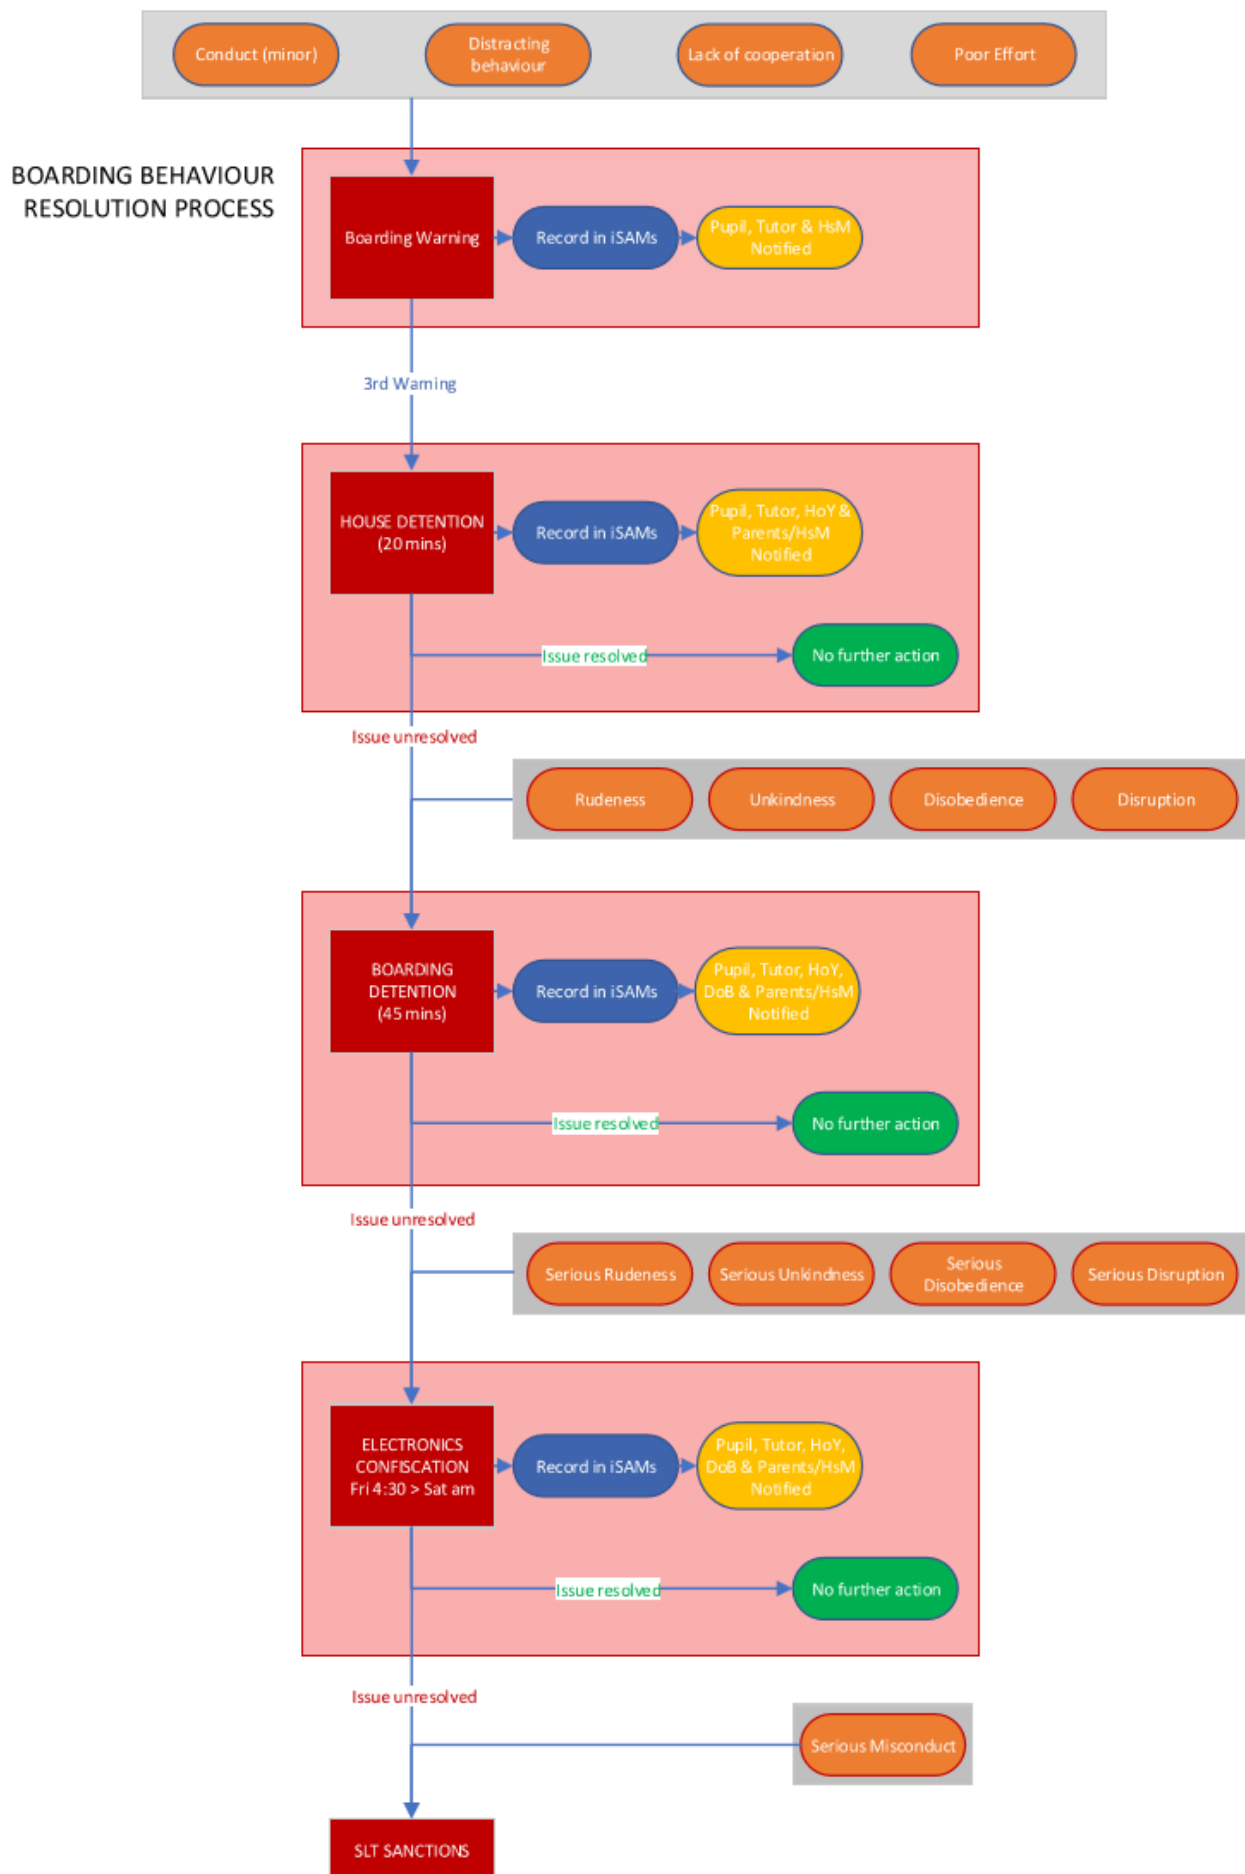 Conduct (minor)
Distracting
behaviour
Lack of cooperation
Poor Effort
BOARDING BEHAVIOUR
RESOLUTION PROCESS
Boarding Warning
Record in iSAMs
Pupil, Tutor & HsM
Notified
3rd Warning
HOUSE DETENTION
(20 mins)
Record in iSAMs
Pupil, Tutor, HoY &
Parents/HsM
Notified
Issue resolved
No further action
Issue unresolved
Rudeness
Unkindness
Disobedience
Disruption
BOARDING
DETENTION
(45 mins)
Record in iSAMs
Pupil, Tutor, HoY,
DoB & Parents/HsM
Notified
Issue resolved
No further action
Issue unresolved
Serious Rudeness
Serious Unkindness
Serious
Disobedience
Serious Disruption
ELECTRONICS
CONFISCATION
Fri 4:30 > Sat am
Record in iSAMs
Pupil, Tutor, HoY,
DoB & Parents/HsM
Notified
Issue resolved
No further action
Issue unresolved
Serious Misconduct
SLT SANCTIONS